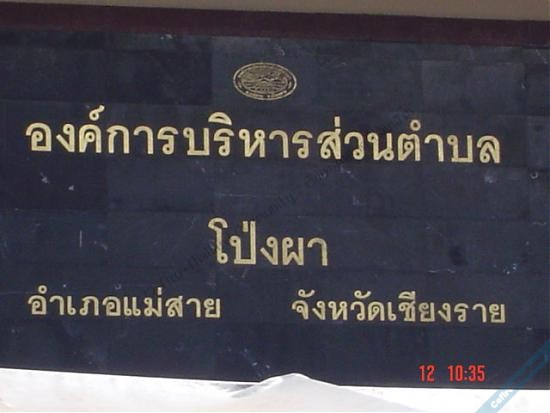 องค์การบริหารส่วนตำบล
โป่งผา
อำเภอแม่สาย จังหวัดเชียงราย
12 10:35